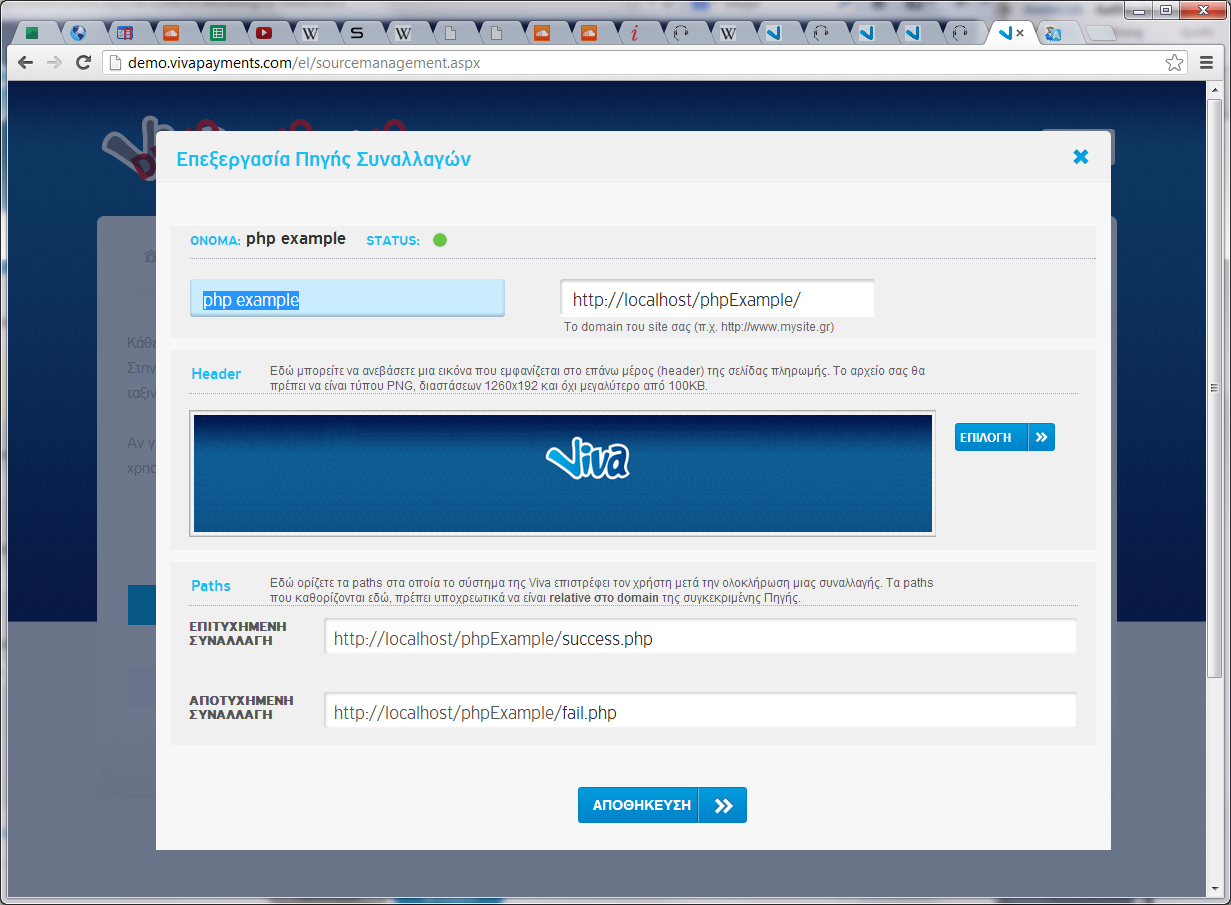 demo.vivapayments.com/el/sourcemanagement.aspx
Επεξεργασία Πηγής Συναλλαγών
ΟΝΟΜΑ: php example STATUS:
php example
http://localhost/phpExample/
Το domain του site σας (π.χ. http://www.mysite.gr)
Header
Εδώ μπορείτε να ανεβάσετε μια εικόνα που εμφανίζεται στο επάνω μέρος (header) της σελίδας πληρωμής. Το αρχείο σας θα
πρέπει να είναι τύπου PNG, διαστάσεων 1260x192 και όχι μεγαλύτερο από 100KB.
Viva
ΕΠΙΛΟΓΗ
Paths
Εδώ ορίζετε τα paths στα οποία το σύστημα της Viva επιστρέφει τον χρήστη μετά την ολοκλήρωση μιας συναλλαγής. Τα paths
που καθορίζονται εδώ, πρέπει υποχρεωτικά να είναι relative στο domain της συγκεκριμένης Πηγής.
ΕΠΙΤΥΧΗΜΕΝΗ
ΣΥΝΑΛΛΑΓΗ
http://localhost/phpExample/success.php
ΑΠΟΤΥΧΗΜΕΝΗ
ΣΥΝΑΛΛΑΓΗ
http://localhost/phpExample/fail.php
ΑΠΟΘΗΚΕΥΣΗ